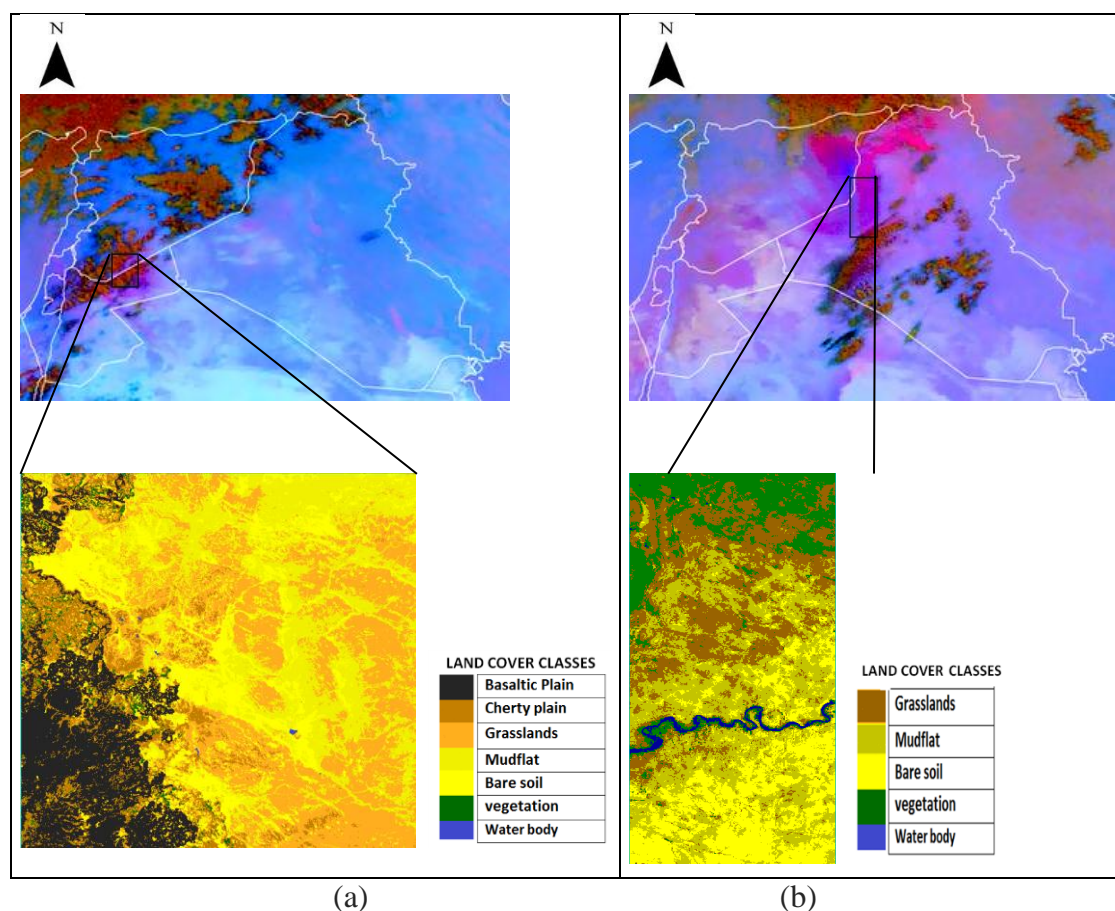 N
N
LAND COVER CLASSES
Basaltic Plain
Cherty plain
Grasslands
Mudflat
Bare soil
vegetation
Water body
LAND COVER CLASSES
Grasslands
Mudflat
Bare soil
vegetation
Water body
(a)
(b)